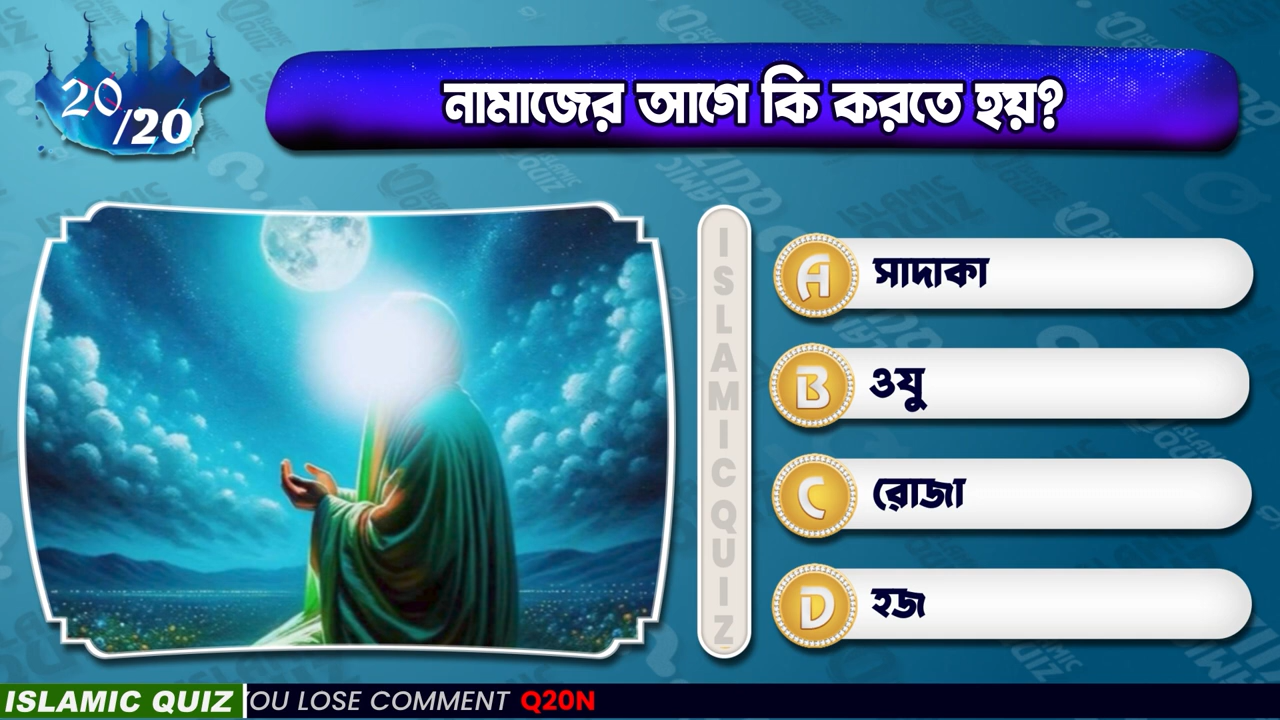 20/20
নামাজের আগে কি করতে হয়?
ISLAMIC QUIZ
A সাদাকা
B ওযু
C রোজা
D হজ
ISLAMIC QUIZ
OU LOSE COMMENT Q20N